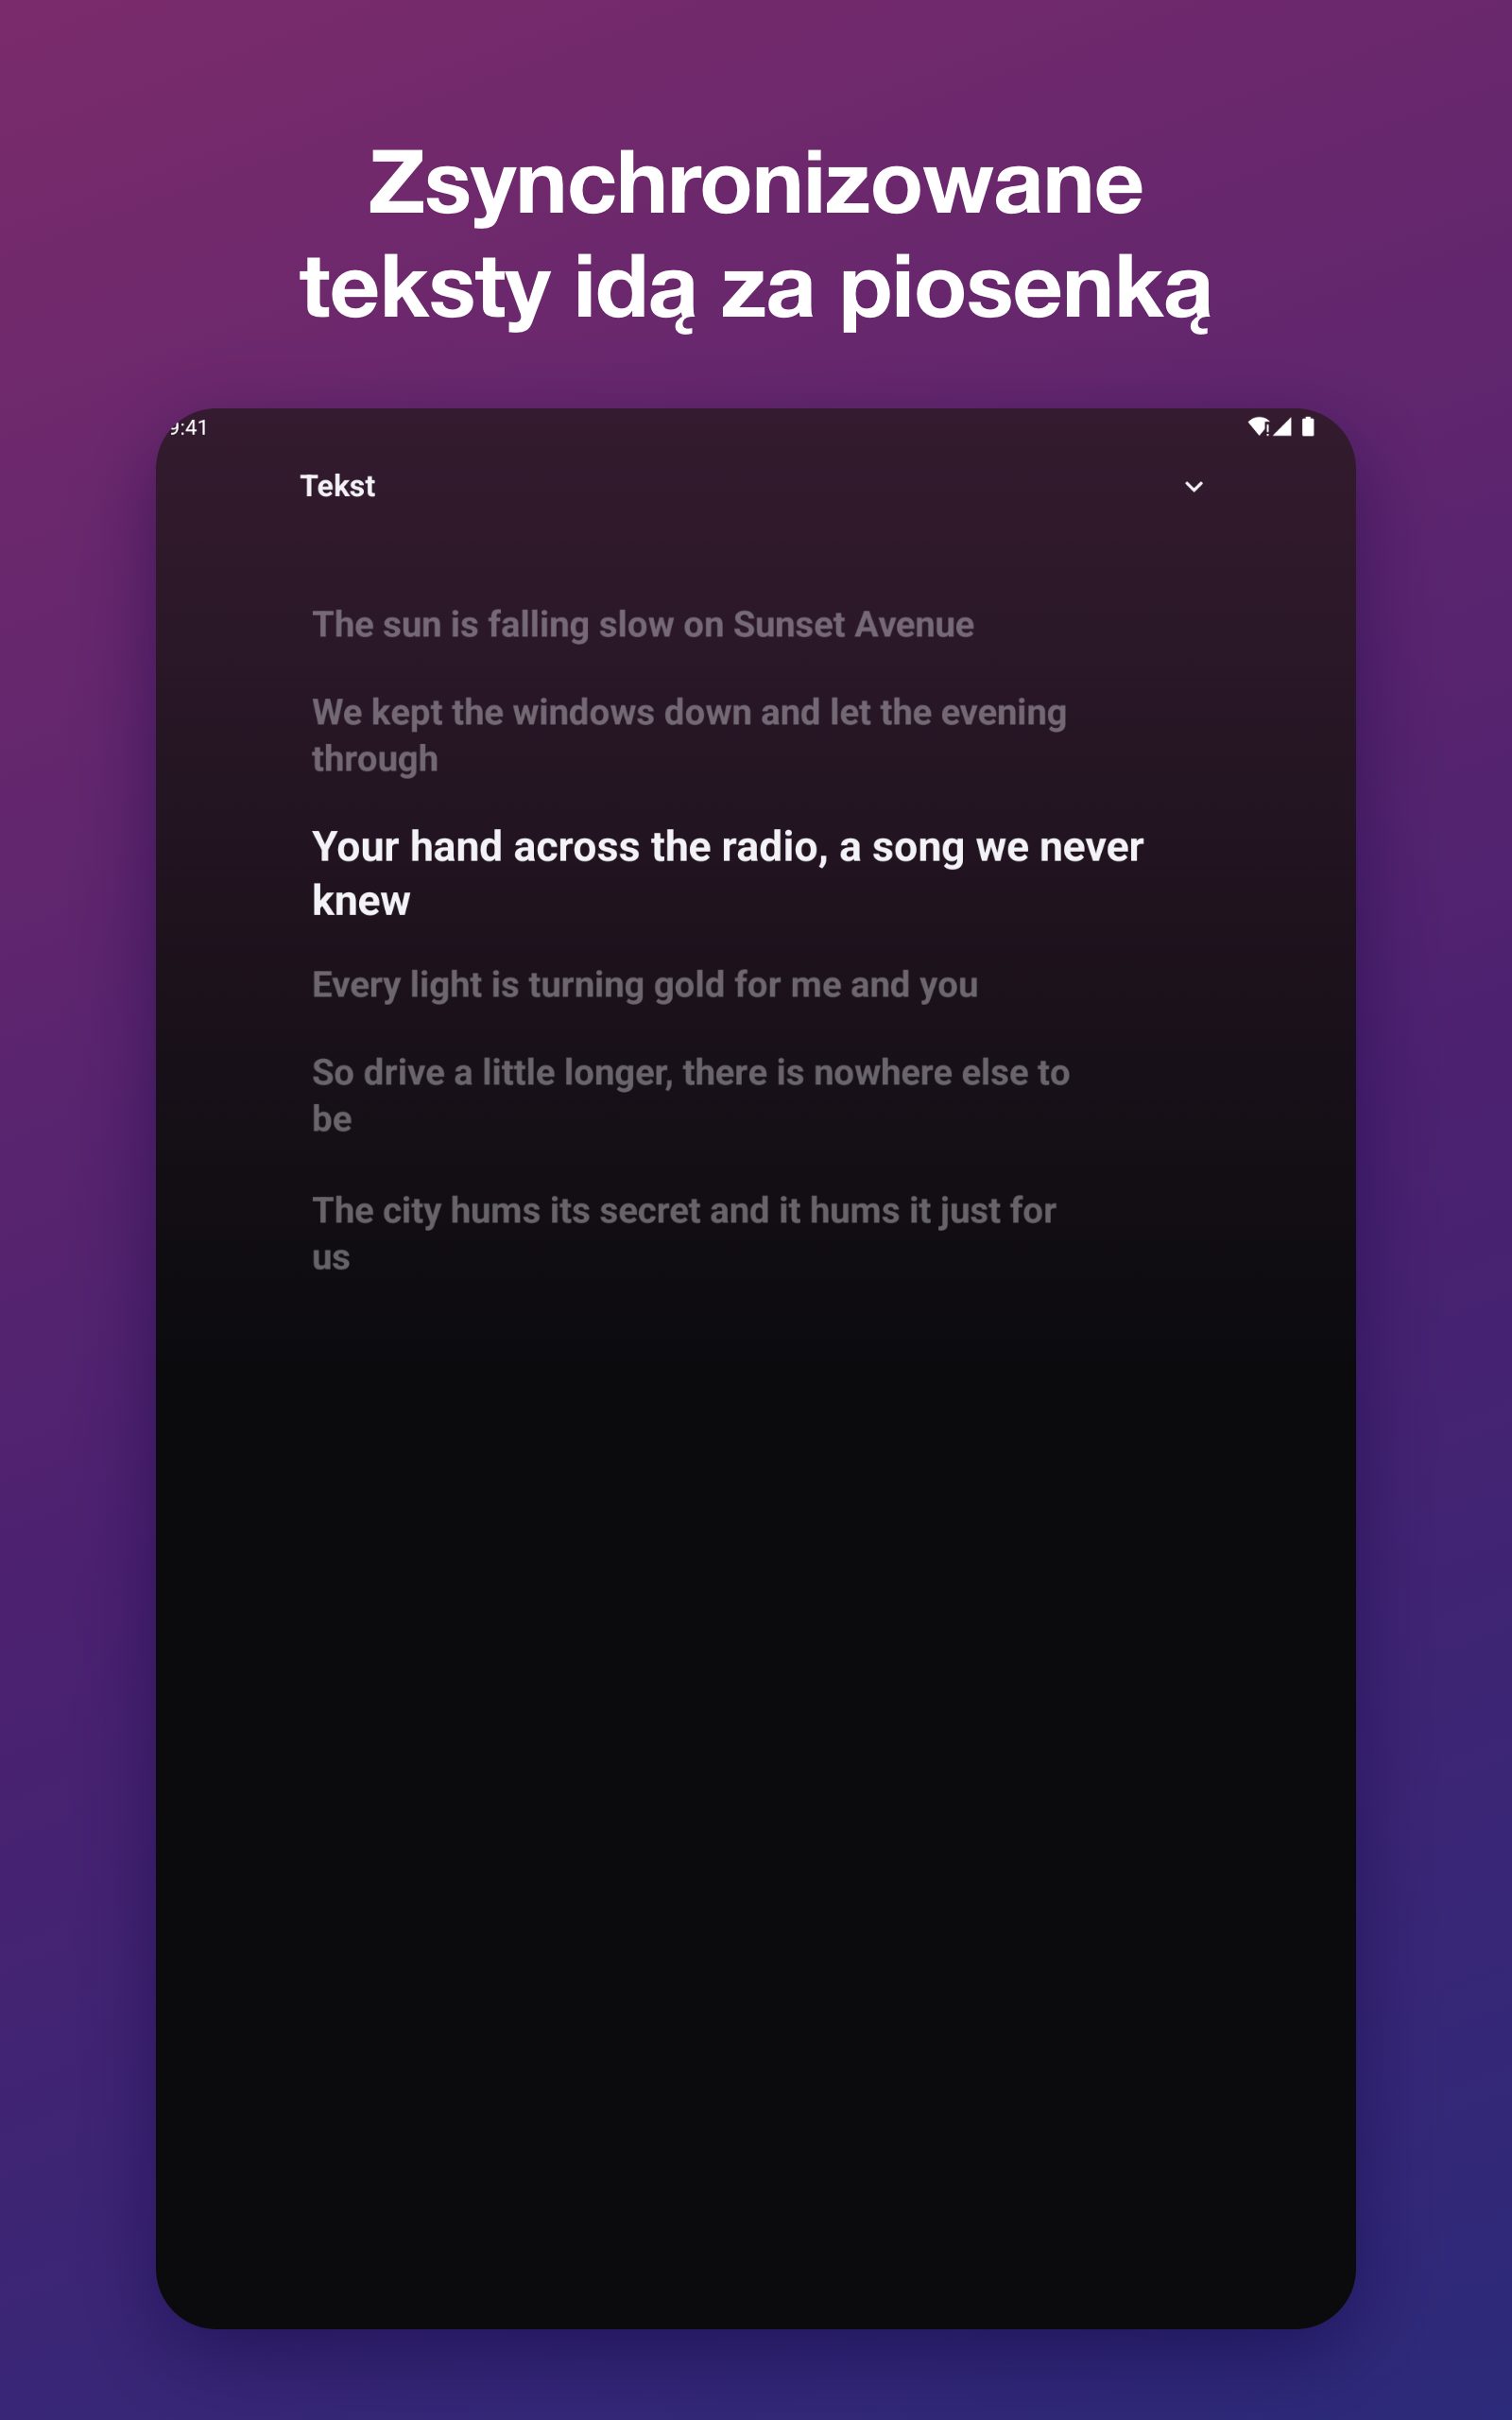 Zsynchronizowane
teksty idą za piosenką
9:41
Tekst
The sun is falling slow on Sunset Avenue
We kept the windows down and let the evening
through
Your hand across the radio, a song we never
knew
Every light is turning gold for me and you
So drive a little longer, there is nowhere else to
be
The city hums its secret and it hums it just for
us